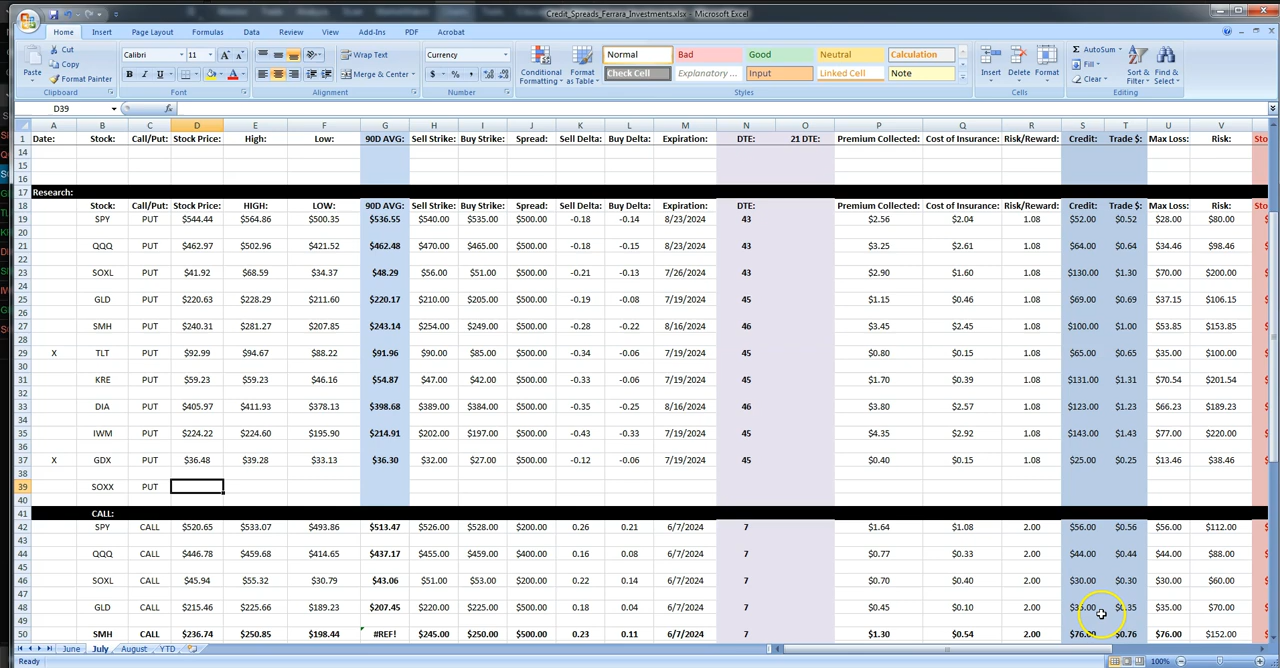 Credit_Spreads_Ferrara_Investments.xlsx - Microsoft Excel
Home Insert Page Layout Formulas Data Review View Add-Ins PDF Acrobat
Cut Calibri 11 Wrap Text Currency Normal Bad Good Neutral Calculation AutoSum
Paste Copy Format Painter Merge & Center $ % , Conditional Formatting Format as Table Check Cell Explanatory ... Input Linked Cell Note Insert Delete Format Fill Clear Sort & Filter Find & Select
Clipboard Font Alignment Number Styles Cells Editing
D39 fx
A B C D E F G H I J K L M N O P Q R S T U V
1 Date: Stock: Call/Put: Stock Price: High: Low: 90D AVG: Sell Strike: Buy Strike: Spread: Sell Delta: Buy Delta: Expiration: DTE: 21 DTE: Premium Collected: Cost of Insurance: Risk/Reward: Credit: Trade $: Max Loss: Risk: Sto
14
15
16
17 Research:
18 Stock: Call/Put: Stock Price: HIGH: LOW: 90D AVG: Sell Strike: Buy Strike: Spread: Sell Delta: Buy Delta: Expiration: DTE: Premium Collected: Cost of Insurance: Risk/Reward: Credit: Trade $: Max Loss: Risk: Sto
19 SPY PUT $544.44 $564.86 $500.35 $536.55 $540.00 $535.00 $500.00 -0.18 -0.14 8/23/2024 43 $2.56 $2.04 1.08 $52.00 $0.52 $28.00 $80.00 $
20
21 QQQ PUT $462.97 $502.96 $421.52 $462.48 $470.00 $465.00 $500.00 -0.18 -0.15 8/23/2024 43 $3.25 $2.61 1.08 $64.00 $0.64 $34.46 $98.46 $
22
23 SOXL PUT $41.92 $68.59 $34.37 $48.29 $56.00 $51.00 $500.00 -0.21 -0.13 7/26/2024 43 $2.90 $1.60 1.08 $130.00 $1.30 $70.00 $200.00 $
24
25 GLD PUT $220.63 $228.29 $211.60 $220.17 $210.00 $205.00 $500.00 -0.19 -0.08 7/19/2024 45 $1.15 $0.46 1.08 $69.00 $0.69 $37.15 $106.15 $
26
27 SMH PUT $240.31 $281.27 $207.85 $243.14 $254.00 $249.00 $500.00 -0.28 -0.22 8/16/2024 46 $3.45 $2.45 1.08 $100.00 $1.00 $53.85 $153.85 $
28
29 X TLT PUT $92.99 $94.67 $88.22 $91.96 $90.00 $85.00 $500.00 -0.34 -0.06 7/19/2024 45 $0.80 $0.15 1.08 $65.00 $0.65 $35.00 $100.00 $
30
31 KRE PUT $59.23 $59.23 $46.16 $54.87 $47.00 $42.00 $500.00 -0.33 -0.06 7/19/2024 45 $1.70 $0.39 1.08 $131.00 $1.31 $70.54 $201.54 $
32
33 DIA PUT $405.97 $411.93 $378.13 $398.68 $389.00 $384.00 $500.00 -0.35 -0.25 8/16/2024 46 $3.80 $2.57 1.08 $123.00 $1.23 $66.23 $189.23 $
34
35 IWM PUT $224.22 $224.60 $195.90 $214.91 $202.00 $197.00 $500.00 -0.43 -0.33 7/19/2024 45 $4.35 $2.92 1.08 $143.00 $1.43 $77.00 $220.00 $
36
37 X GDX PUT $36.48 $39.28 $33.13 $36.30 $32.00 $27.00 $500.00 -0.12 -0.06 7/19/2024 45 $0.40 $0.15 1.08 $25.00 $0.25 $13.46 $38.46 $
38
39 SOXX PUT
40
41 CALL:
42 SPY CALL $520.65 $533.07 $493.86 $513.47 $526.00 $528.00 $200.00 0.26 0.21 6/7/2024 7 $1.64 $1.08 2.00 $56.00 $0.56 $56.00 $112.00 $
43
44 QQQ CALL $446.78 $459.68 $414.65 $437.17 $455.00 $459.00 $400.00 0.16 0.08 6/7/2024 7 $0.77 $0.33 2.00 $44.00 $0.44 $44.00 $88.00 $
45
46 SOXL CALL $45.94 $55.32 $30.79 $43.06 $51.00 $53.00 $200.00 0.22 0.14 6/7/2024 7 $0.70 $0.40 2.00 $30.00 $0.30 $30.00 $60.00 $
47
48 GLD CALL $215.46 $225.66 $189.23 $207.45 $220.00 $225.00 $500.00 0.18 0.04 6/7/2024 7 $0.45 $0.10 2.00 $35.00 $0.35 $35.00 $70.00 $
49
50 SMH CALL $236.74 $250.85 $198.44 #REF! $245.00 $250.00 $500.00 0.23 0.11 6/7/2024 7 $1.30 $0.54 2.00 $76.00 $0.76 $76.00 $152.00 $
June July August YTD
Ready 100%